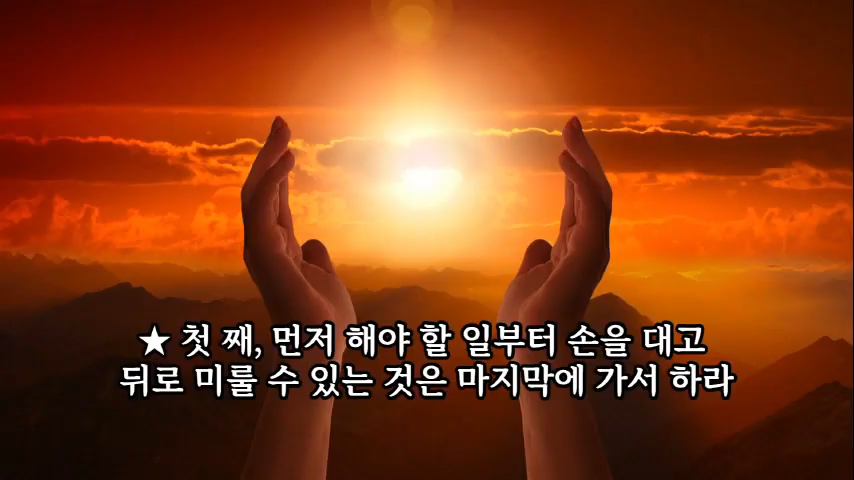 ★ 첫 째, 먼저 해야 할 일부터 손을 대고
뒤로 미룰 수 있는 것은 마지막에 가서 하라